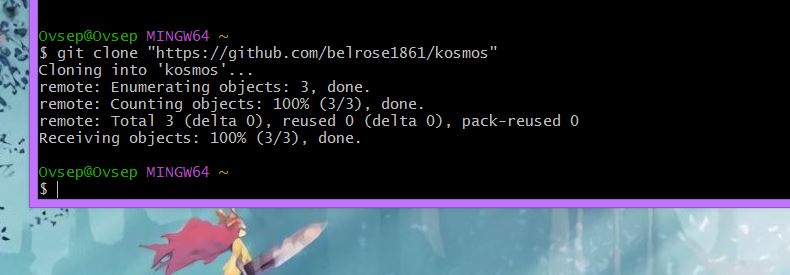 Ovsep@Ovsep MINGW64 ~
$ git clone "https://github.com/belrose1861/kosmos"
Cloning into 'kosmos'...
remote: Enumerating objects: 3, done.
remote: Counting objects: 100% (3/3), done.
remote: Total 3 (delta 0), reused 0 (delta 0), pack-reused 0
Receiving objects: 100% (3/3), done.
Ovsep@Ovsep MINGW64 ~
$